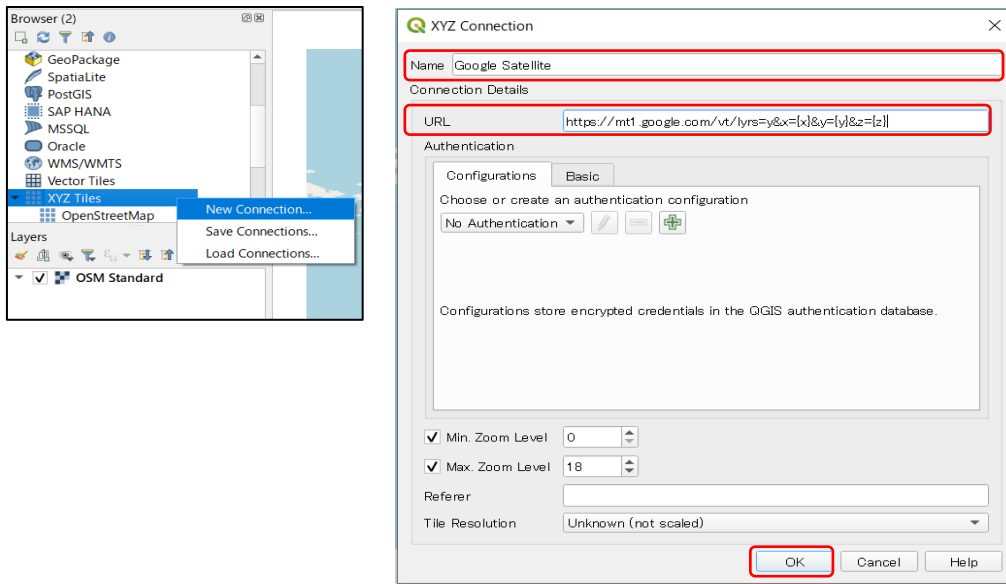 Browser (2)
GeoPackage
SpatiaLite
PostGIS
SAP HANA
MSSQL
Oracle
WMS/WMTS
Vector Tiles
XYZ Tiles
OpenStreetMap
New Connection...
Save Connections...
Load Connections...
Layers
OSM Standard
XYZ Connection
Name Google Satellite
Connection Details
URL https://mt1.google.com/vt/lyrs=y&x={x}&y={y}&z={z}
Authentication
Configurations Basic
Choose or create an authentication configuration
No Authentication
Configurations store encrypted credentials in the QGIS authentication database.
Min. Zoom Level 0
Max. Zoom Level 18
Referer
Tile Resolution Unknown (not scaled)
OK Cancel Help